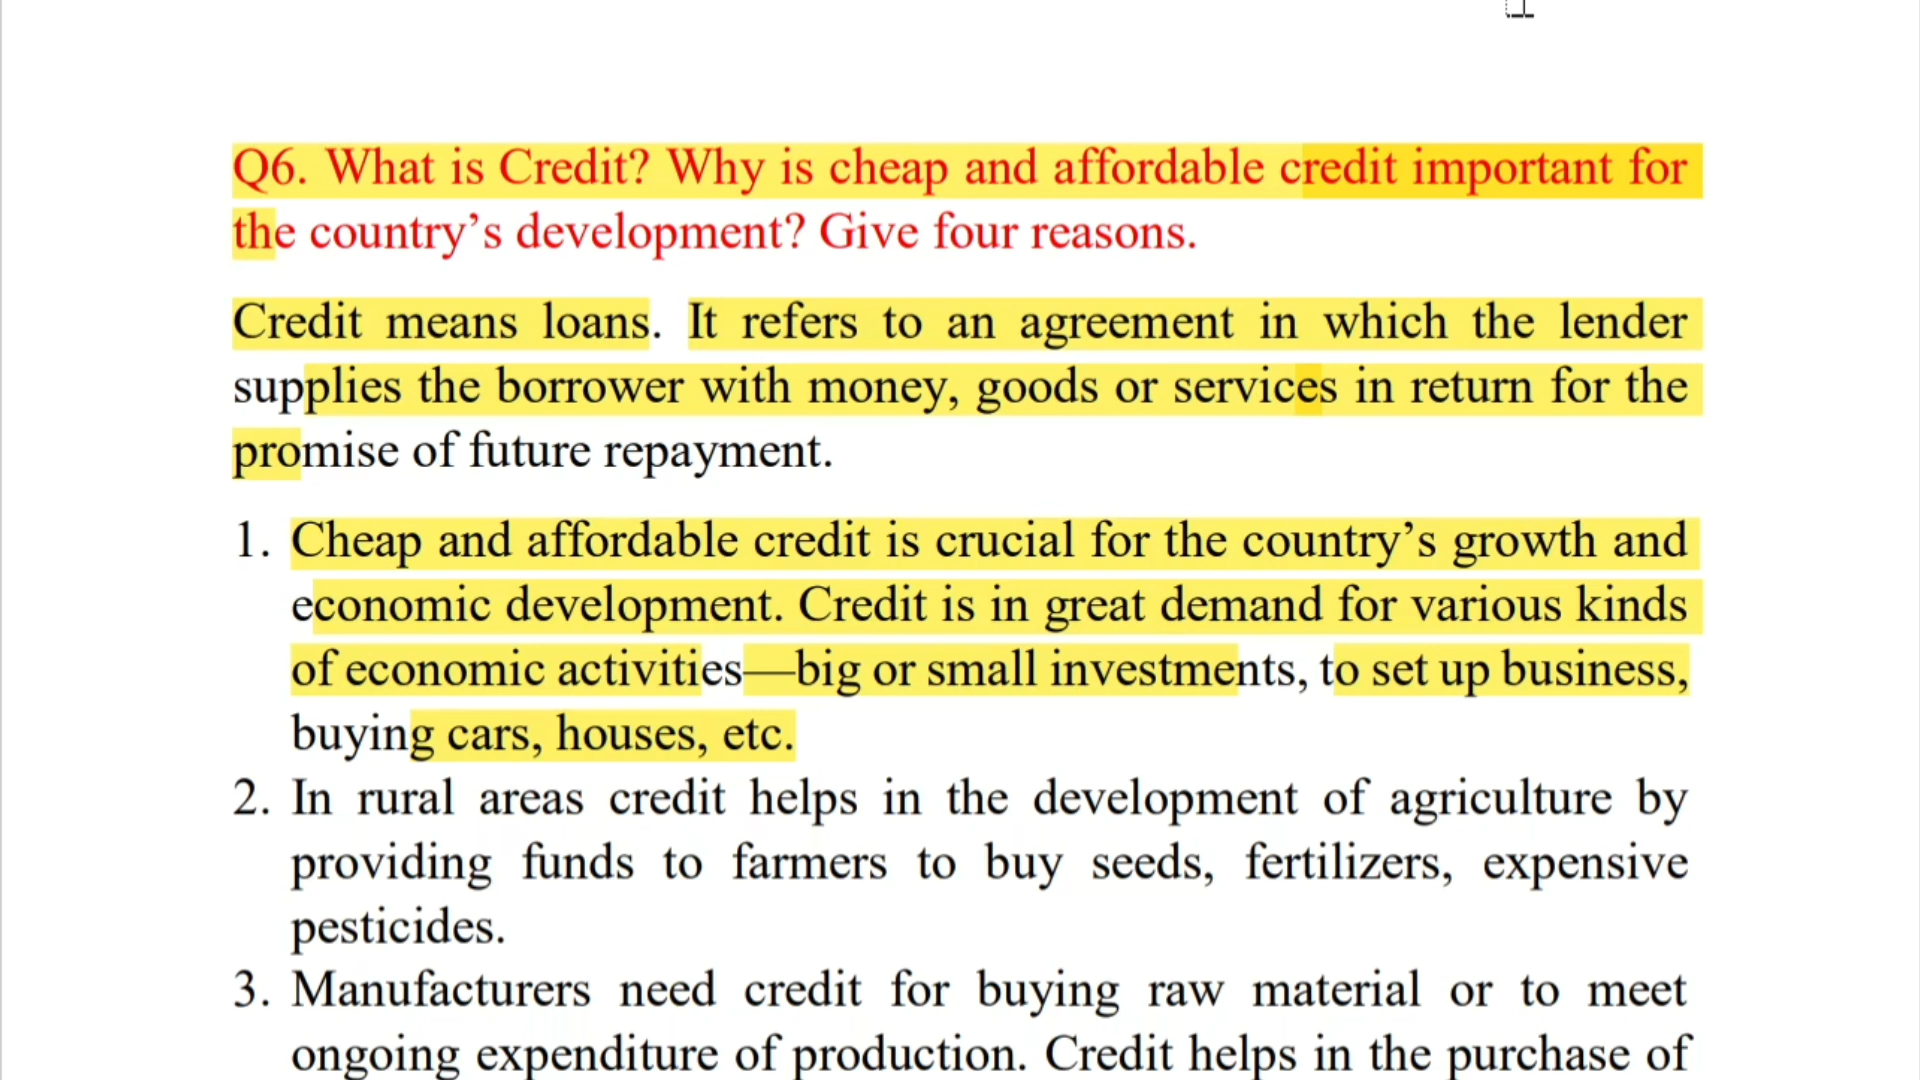 Q6. What is Credit? Why is cheap and affordable credit important for
the country’s development? Give four reasons.
Credit means loans. It refers to an agreement in which the lender
supplies the borrower with money, goods or services in return for the
promise of future repayment.
1. Cheap and affordable credit is crucial for the country’s growth and
economic development. Credit is in great demand for various kinds
of economic activities—big or small investments, to set up business,
buying cars, houses, etc.
2. In rural areas credit helps in the development of agriculture by
providing funds to farmers to buy seeds, fertilizers, expensive
pesticides.
3. Manufacturers need credit for buying raw material or to meet
ongoing expenditure of production. Credit helps in the purchase of